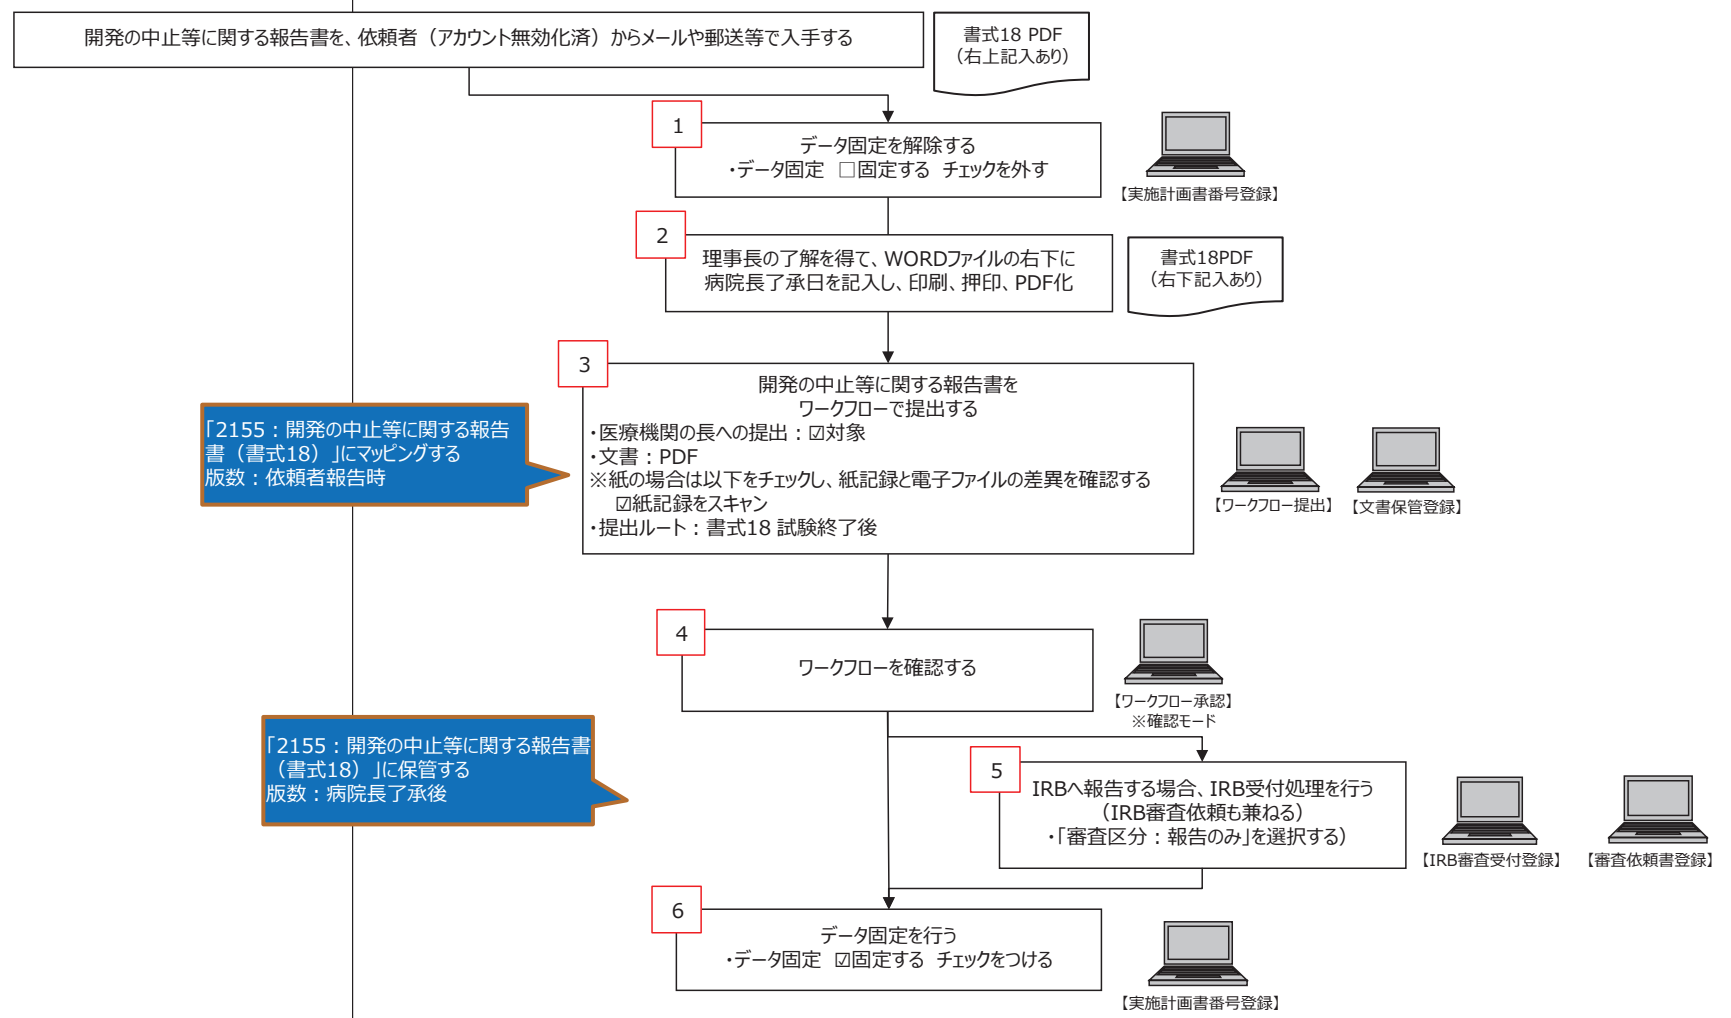 開発の中止等に関する報告書を、依頼者（アカウント無効化済）からメールや郵送等で入手する
書式18 PDF
（右上記入あり）
1
データ固定を解除する
・データ固定 □固定する チェックを外す
【実施計画書番号登録】
2
理事長の了解を得て、WORDファイルの右下に
病院長了承日を記入し、印刷、押印、PDF化
書式18PDF
（右下記入あり）
3
開発の中止等に関する報告書を
ワークフローで提出する
・医療機関の長への提出：☑対象
・文書：PDF
※紙の場合は以下をチェックし、紙記録と電子ファイルの差異を確認する
☑紙記録をスキャン
・提出ルート：書式18 試験終了後
「2155：開発の中止等に関する報告
書（書式18）」にマッピングする
版数：依頼者報告時
【ワークフロー提出】
【文書保管登録】
4
ワークフローを確認する
【ワークフロー承認】
※確認モード
「2155：開発の中止等に関する報告書
（書式18）」に保管する
版数：病院長了承後
5
IRBへ報告する場合、IRB受付処理を行う
（IRB審査依頼も兼ねる）
・「審査区分：報告のみ」を選択する）
【IRB審査受付登録】
【審査依頼書登録】
6
データ固定を行う
・データ固定 ☑固定する チェックをつける
【実施計画書番号登録】